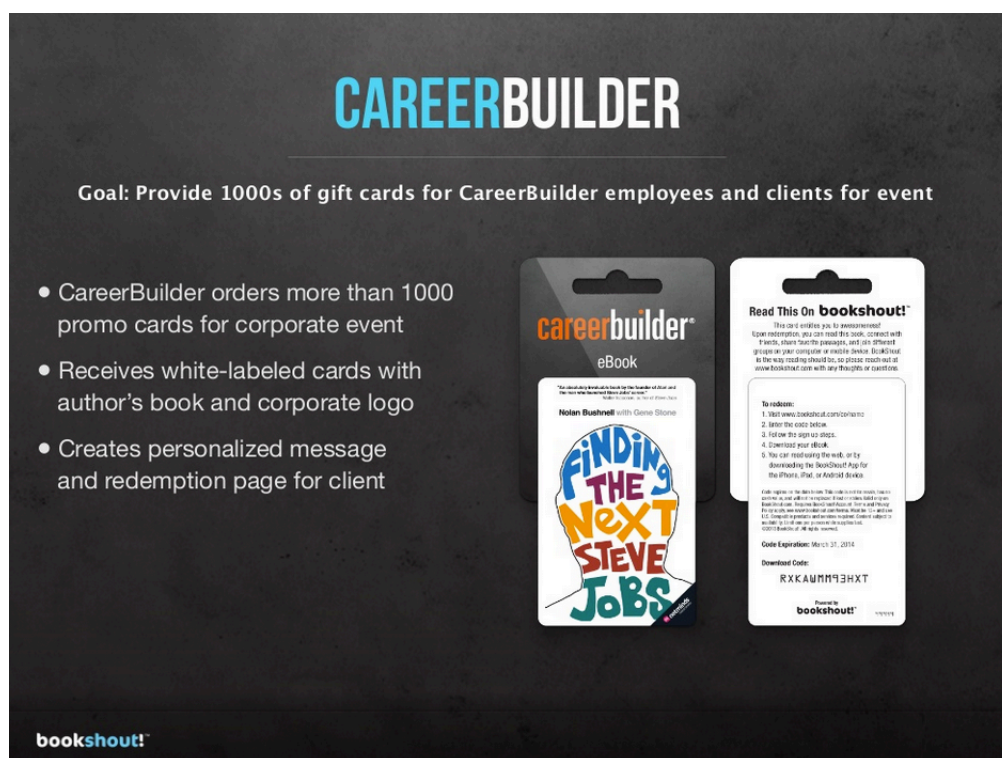 CAREERBUILDER
Goal: Provide 1000s of gift cards for CareerBuilder employees and clients for event
• CareerBuilder orders more than 1000
promo cards for corporate event
• Receives white-labeled cards with
author's book and corporate logo
• Creates personalized message
and redemption page for client
careerbuilder®
eBook
Nolan Bushnell with Gene Stone
FiNDiNg
THE
NeXT
STEVE
JoBS
Read This On bookshout!™
This card entitles you to awesomeness!
Upon redemption, you can read this book, connect with
friends, share favorite passages, and join different
groups on your computer or mobile device. BookShout
is the way reading should be, so please reach out at
www.bookshout.com with any thoughts or questions.
To redeem:
1. Visit www.bookshout.com/
2. Enter the code below.
3. Follow the sign up steps.
4. Download your eBook.
5. You can read using the web, or by
downloading the BookShout! App for
the iPhone, iPad, or Android device.
Code Expiration: March 31, 2014
Download Code:
RXKAWMM93HXT
Powered by
bookshout!™
bookshout!™